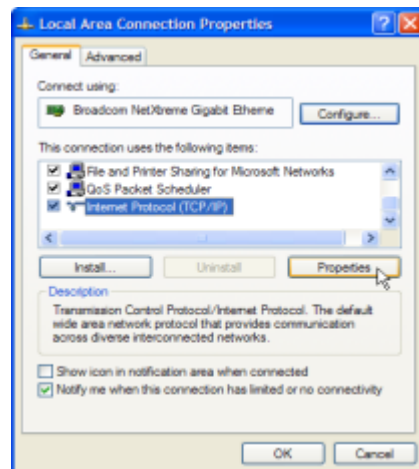 Local Area Connection Properties
General Advanced
Connect using:
Broadcom NetXtreme Gigabit Etherne
Configure...
This connection uses the following items:
File and Printer Sharing for Microsoft Networks
QoS Packet Scheduler
Internet Protocol (TCP/IP)
Install... Uninstall Properties
Description
Transmission Control Protocol/Internet Protocol. The default
wide area network protocol that provides communication
across diverse interconnected networks.
Show icon in notification area when connected
Notify me when this connection has limited or no connectivity
OK Cancel